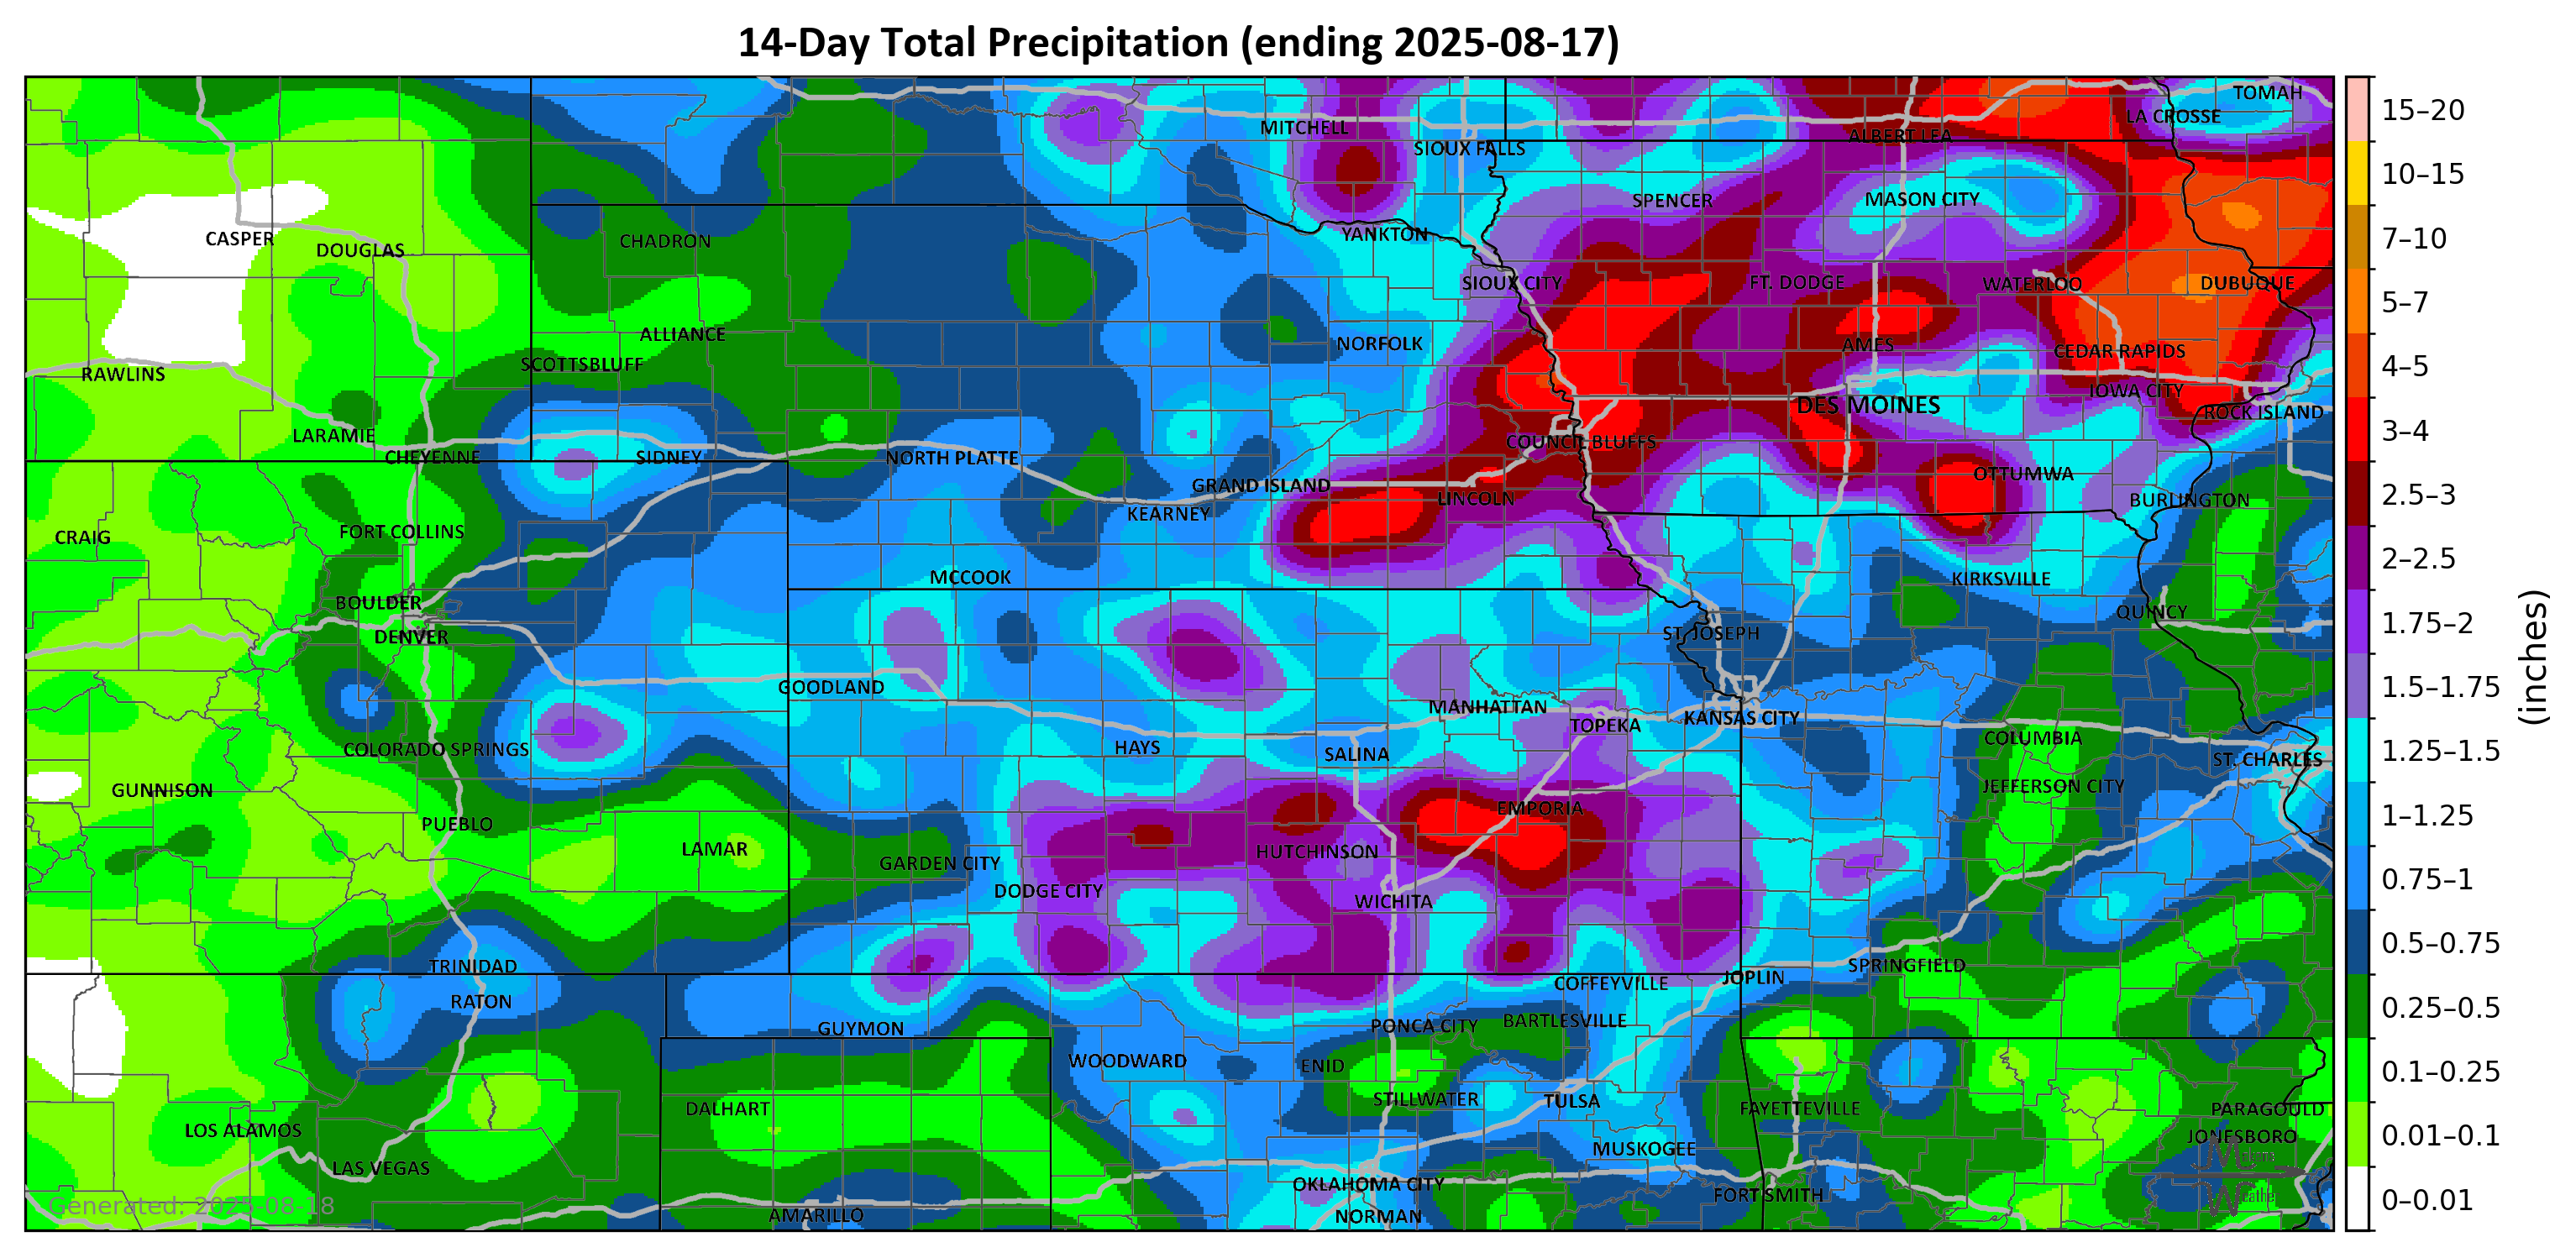 14-Day Total Precipitation (ending 2025-08-17)
TOMAH
LA CROSSE
MITCHELL
ALBERT LEA
SIOUX FALLS
SPENCER
MASON CITY
YANKTON
CASPER
DOUGLAS
CHADRON
SIOUX CITY
FT. DODGE
WATERLOO
DUBUQUE
ALLIANCE
NORFOLK
AMES
CEDAR RAPIDS
SCOTTSBLUFF
RAWLINS
IOWA CITY
DES MOINES
ROCK ISLAND
LARAMIE
COUNCIL BLUFFS
CHEYENNE
SIDNEY
NORTH PLATTE
OTTUMWA
GRAND ISLAND
LINCOLN
BURLINGTON
KEARNEY
CRAIG
FORT COLLINS
MCCOOK
KIRKSVILLE
BOULDER
QUINCY
DENVER
ST. JOSEPH
GOODLAND
MANHATTAN
TOPEKA
KANSAS CITY
COLUMBIA
COLORADO SPRINGS
HAYS
SALINA
ST. CHARLES
GUNNISON
JEFFERSON CITY
EMPORIA
PUEBLO
LAMAR
GARDEN CITY
HUTCHINSON
DODGE CITY
WICHITA
TRINIDAD
SPRINGFIELD
JOPLIN
COFFEYVILLE
RATON
GUYMON
PONCA CITY
BARTLESVILLE
WOODWARD
ENID
DALHART
STILLWATER
TULSA
FAYETTEVILLE
PARAGOULD
LOS ALAMOS
JONESBORO
MUSKOGEE
LAS VEGAS
OKLAHOMA CITY
FORT SMITH
AMARILLO
NORMAN
Generated: 2025-08-18
15–20
10–15
7–10
5–7
4–5
3–4
2.5–3
2–2.5
1.75–2
1.5–1.75
1.25–1.5
1–1.25
0.75–1
0.5–0.75
0.25–0.5
0.1–0.25
0.01–0.1
0–0.01
(inches)